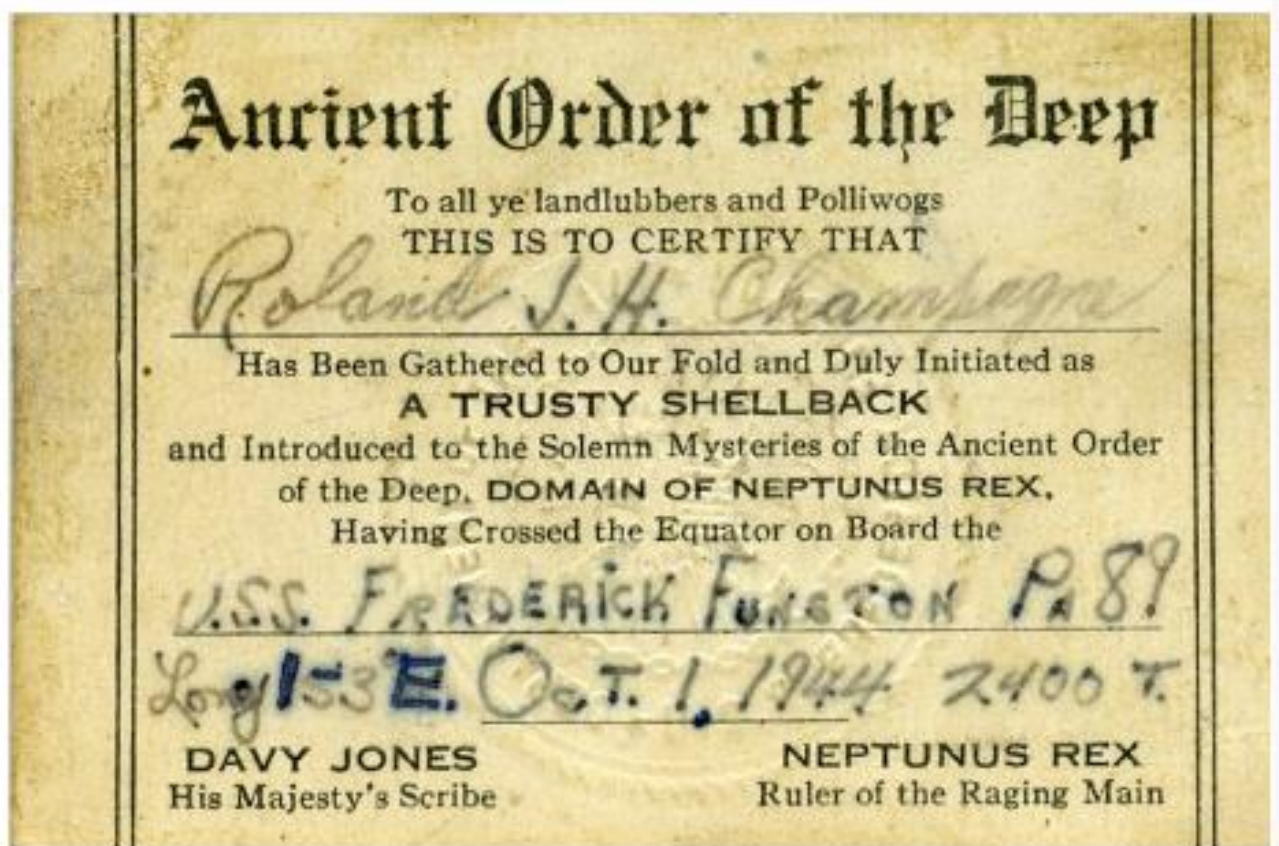 Ancient Order of the Deep
To all ye landlubbers and Polliwogs
THIS IS TO CERTIFY THAT
Roland J. H. Champagne
Has Been Gathered to Our Fold and Duly Initiated as
A TRUSTY SHELLBACK
and Introduced to the Solemn Mysteries of the Ancient Order
of the Deep. DOMAIN OF NEPTUNUS REX,
Having Crossed the Equator on Board the
U.S.S. FREDERICK FUNSTON PA 89
Long E. OcT. 1, 1944 2400 T.
DAVY JONES NEPTUNUS REX
His Majesty's Scribe Ruler of the Raging Main